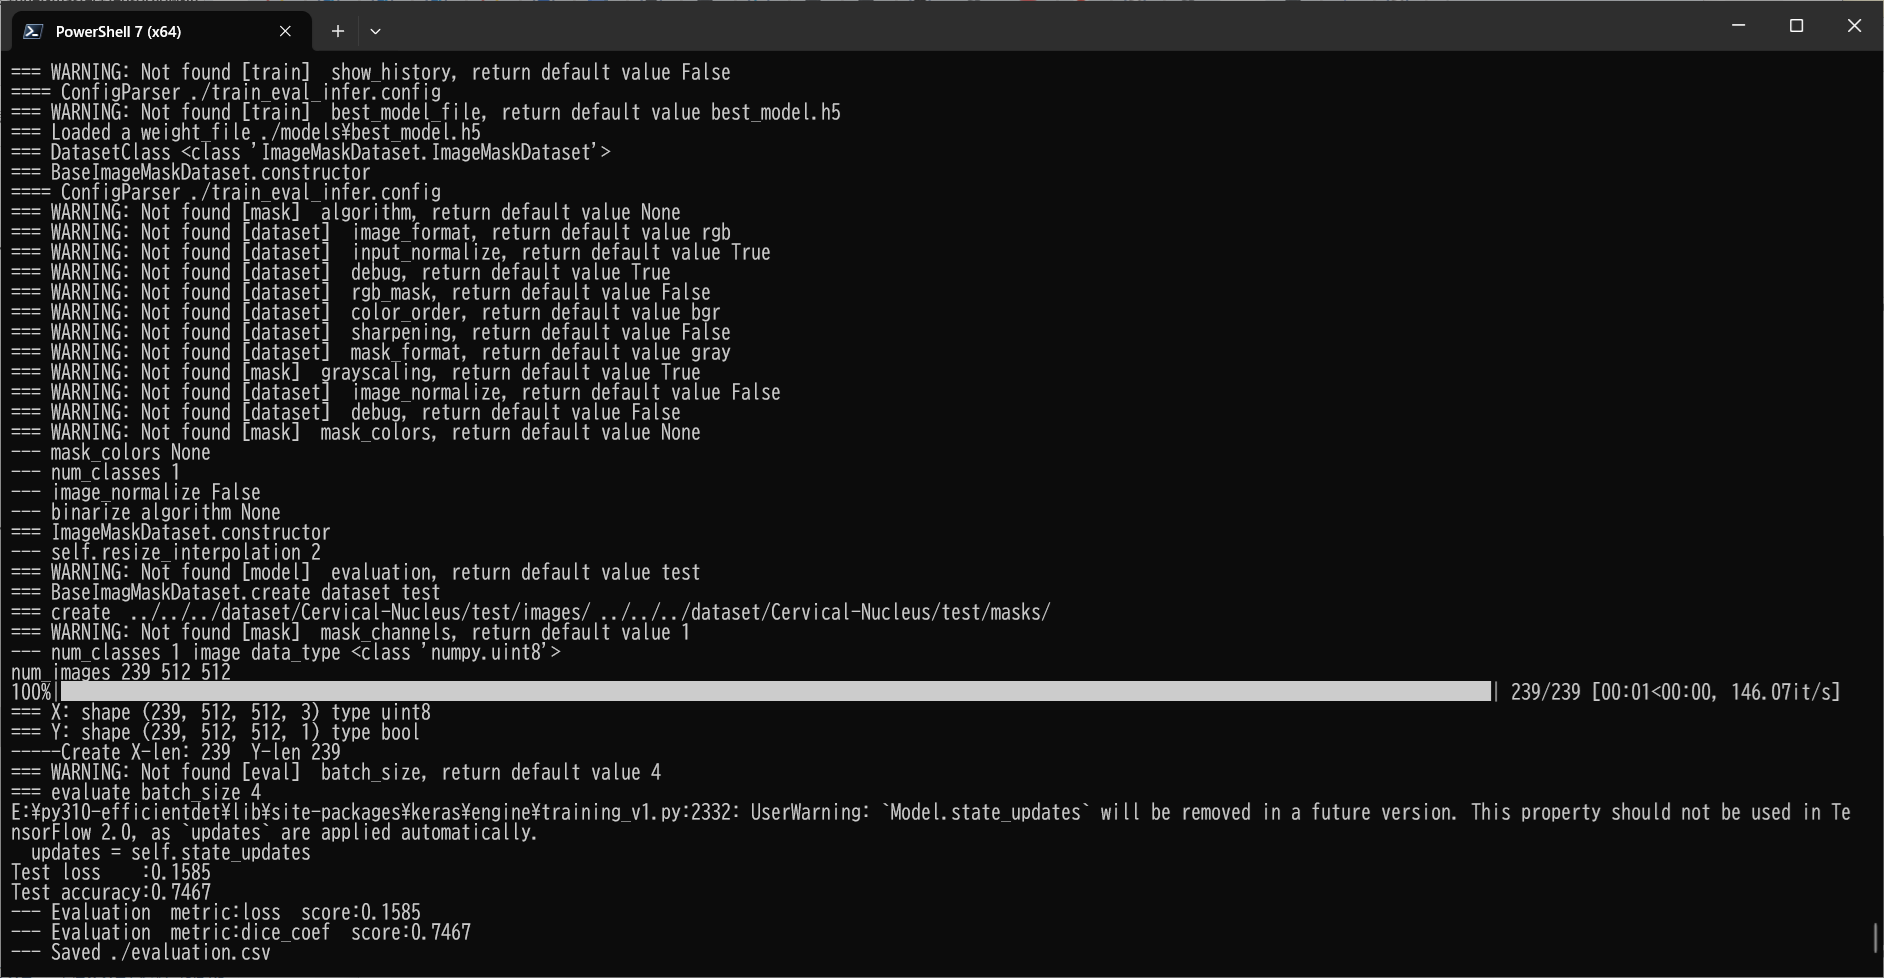 PowerShell 7 (x64)
=== WARNING: Not found [train]  show_history, return default value False
==== ConfigParser ./train_eval_infer.config
=== WARNING: Not found [train]  best_model_file, return default value best_model.h5
=== Loaded a weight_file ./models¥best_model.h5
=== DatasetClass <class 'ImageMaskDataset.ImageMaskDataset'>
=== BaseImageMaskDataset.constructor
==== ConfigParser ./train_eval_infer.config
=== WARNING: Not found [mask]  algorithm, return default value None
=== WARNING: Not found [dataset]  image_format, return default value rgb
=== WARNING: Not found [dataset]  input_normalize, return default value True
=== WARNING: Not found [dataset]  debug, return default value True
=== WARNING: Not found [dataset]  rgb_mask, return default value False
=== WARNING: Not found [dataset]  color_order, return default value bgr
=== WARNING: Not found [dataset]  sharpening, return default value False
=== WARNING: Not found [dataset]  mask_format, return default value gray
=== WARNING: Not found [mask]  grayscaling, return default value True
=== WARNING: Not found [dataset]  image_normalize, return default value False
=== WARNING: Not found [dataset]  debug, return default value False
=== WARNING: Not found [mask]  mask_colors, return default value None
--- mask_colors None
--- num_classes 1
--- image_normalize False
--- binarize algorithm None
=== ImageMaskDataset.constructor
--- self.resize_interpolation 2
=== WARNING: Not found [model]  evaluation, return default value test
=== BaseImagMaskDataset.create dataset test
=== create  ../../../dataset/Cervical-Nucleus/test/images/ ../../../dataset/Cervical-Nucleus/test/masks/
=== WARNING: Not found [mask]  mask_channels, return default value 1
--- num_classes 1 image data_type <class 'numpy.uint8'>
num_images 239 512 512
100%| | 239/239 [00:01<00:00, 146.07it/s]
=== X: shape (239, 512, 512, 3) type uint8
=== Y: shape (239, 512, 512, 1) type bool
-----Create X-len: 239  Y-len 239
=== WARNING: Not found [eval]  batch_size, return default value 4
=== evaluate batch_size 4
E:¥py310-efficientdet¥lib¥site-packages¥keras¥engine¥training_v1.py:2332: UserWarning: `Model.state_updates` will be removed in a future version. This property should not be used in Te
nsorFlow 2.0, as `updates` are applied automatically.
  updates = self.state_updates
Test loss    :0.1585
Test accuracy:0.7467
--- Evaluation  metric:loss  score:0.1585
--- Evaluation  metric:dice_coef  score:0.7467
--- Saved ./evaluation.csv